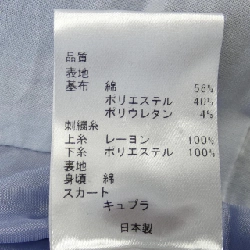 品質
表地
基布 綿 56%
ポリエステル 40%
ポリウレタン 4%
刺繍糸
上糸 レーヨン 100%
下糸 ポリエステル 100%
裏地
身頃 綿
スカート
キュプラ
日本製